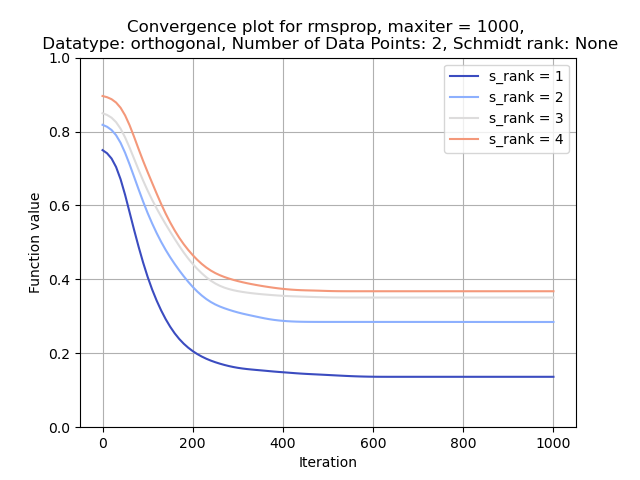 Convergence plot for rmsprop, maxiter = 1000,
Datatype: orthogonal, Number of Data Points: 2, Schmidt rank: None
1.0
0.8
0.6
0.4
0.2
0.0
Function value
s_rank = 1
s_rank = 2
s_rank = 3
s_rank = 4
0 200 400 600 800 1000
Iteration